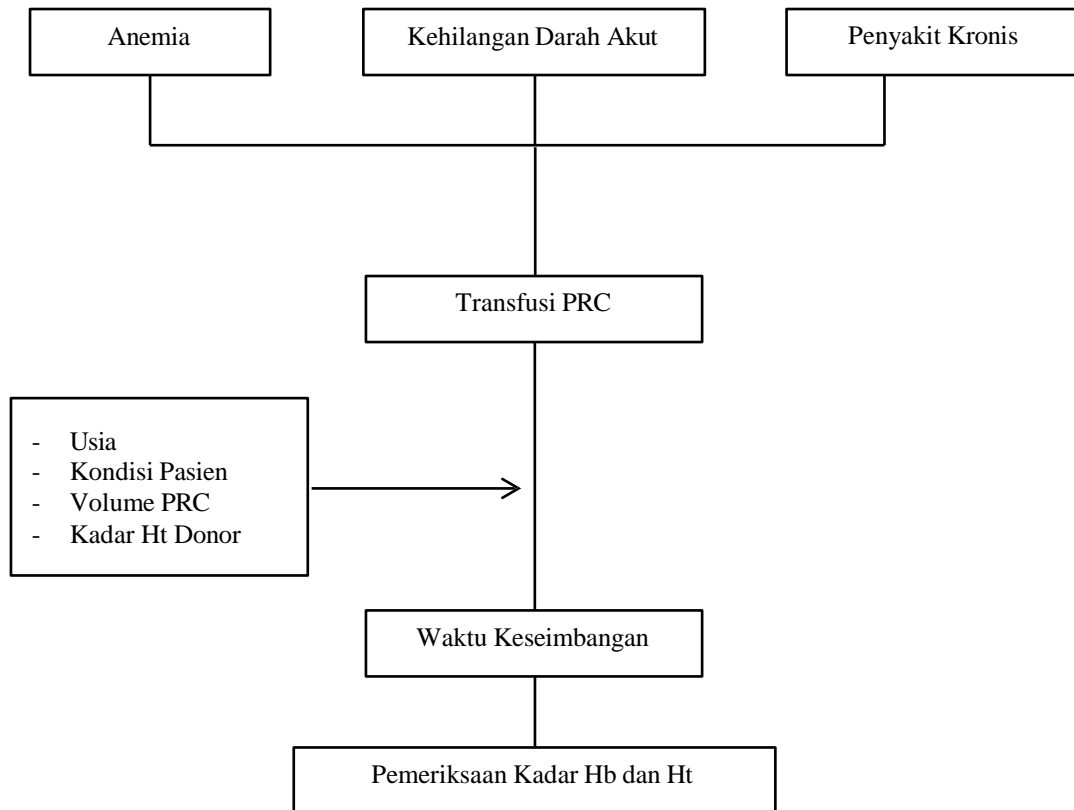 Anemia
Kehilangan Darah Akut
Penyakit Kronis
Transfusi PRC
- Usia
- Kondisi Pasien
- Volume PRC
- Kadar Ht Donor
Waktu Keseimbangan
Pemeriksaan Kadar Hb dan Ht